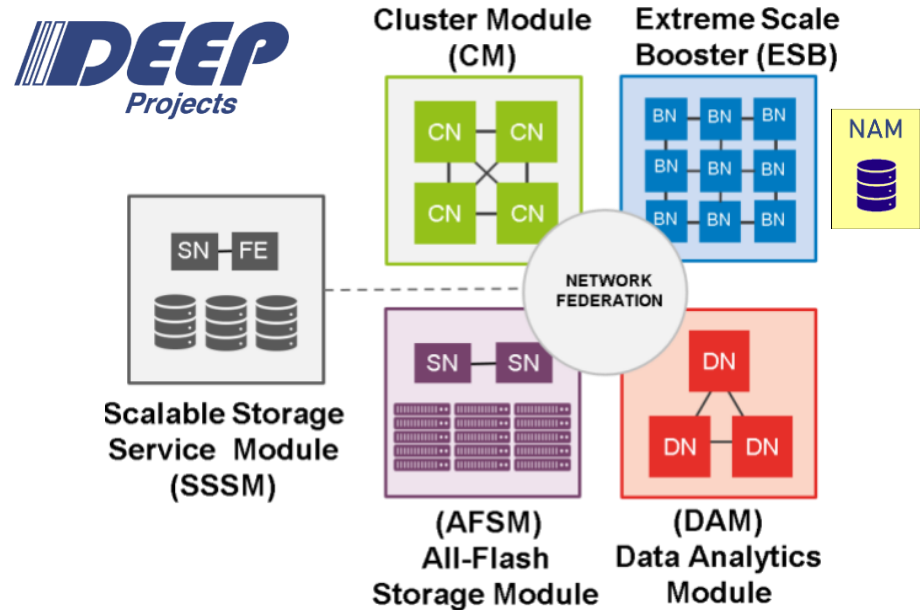 DEEP
Projects
Cluster Module
(CM)
Extreme Scale
Booster (ESB)
CN CN
CN CN
BN BN BN
BN BN BN
BN BN BN
NAM
SN FE
NETWORK
FEDERATION
Scalable Storage
Service Module
(SSSM)
SN SN
DN
DN DN
(AFSM)
All-Flash
Storage Module
(DAM)
Data Analytics
Module